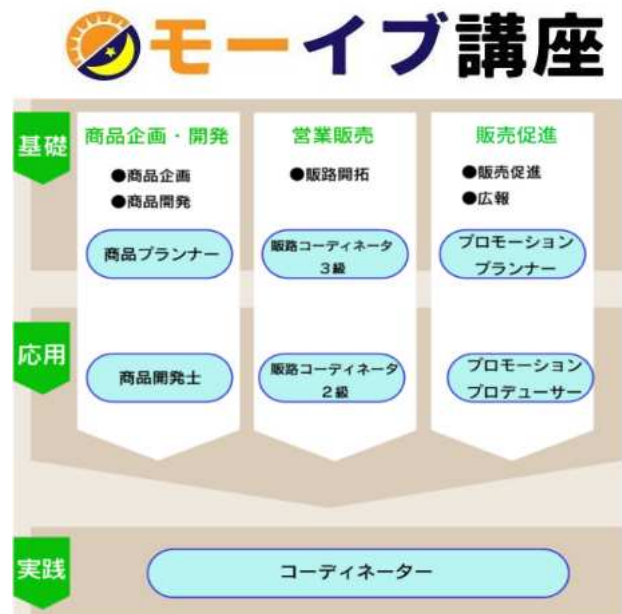 モーイブ講座
基礎
商品企画・開発
●商品企画
●商品開発
商品プランナー
営業販売
●販路開拓
販路コーディネータ
3級
販売促進
●販売促進
●広報
プロモーション
プランナー
応用
商品開発士
販路コーディネータ
2級
プロモーション
プロデューサー
実践
コーディネーター